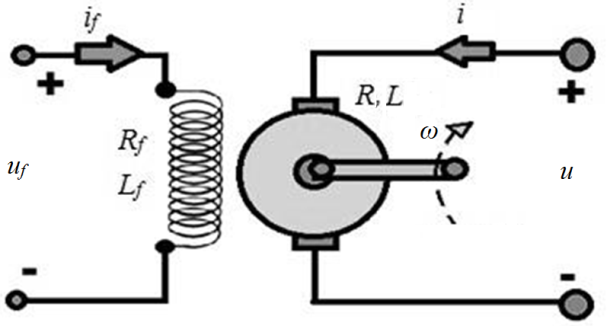 i_f
i
+
+
R, L
R_f
ω
u_f
L_f
u
-
-